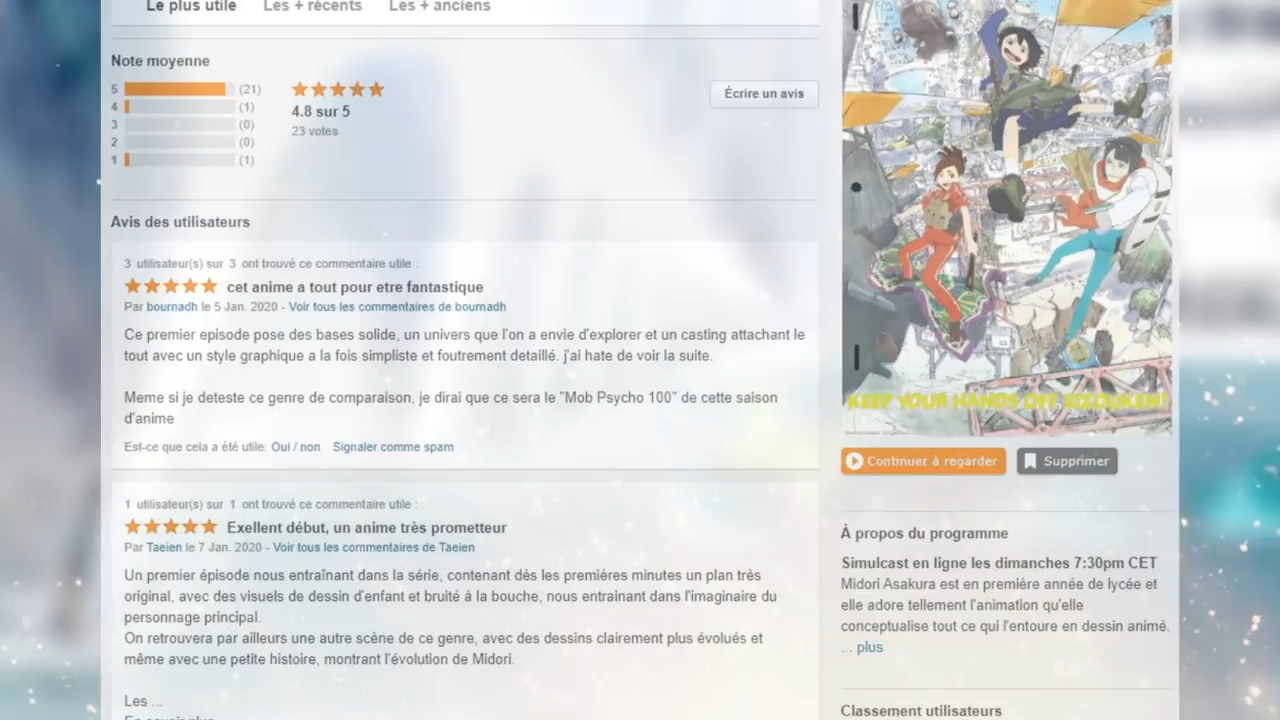 Le plus utile
Les + récents
Les + anciens
Note moyenne
5 (21)
4 (1)
3 (0)
2 (0)
1 (1)
4.8 sur 5
23 votes
Écrire un avis
Avis des utilisateurs
3 utilisateur(s) sur 3 ont trouvé ce commentaire utile :
cet anime a tout pour etre fantastique
Par bournadh le 5 Jan. 2020 - Voir tous les commentaires de bournadh
Ce premier episode pose des bases solide, un univers que l'on a envie d'explorer et un casting attachant le
tout avec un style graphique a la fois simpliste et foutrement detaillé. j'ai hate de voir la suite.
Meme si je deteste ce genre de comparaison, je dirai que ce sera le "Mob Psycho 100" de cette saison
d'anime
Est-ce que cela a été utile: Oui / non Signaler comme spam
1 utilisateur(s) sur 1 ont trouvé ce commentaire utile :
Exellent début, un anime très prometteur
Par Taeien le 7 Jan. 2020 - Voir tous les commentaires de Taeien
Un premier épisode nous entraînant dans la série, contenant dès les premières minutes un plan très
original, avec des visuels de dessin d'enfant et bruité à la bouche, nous entrainant dans l'imaginaire du
personnage principal.
On retrouvera par ailleurs une autre scène de ce genre, avec des dessins clairement plus évolués et
même avec une petite histoire, montrant l'évolution de Midori.
Les ...
En savoir plus
KEEP YOUR HANDS OFF EIZOUKEN!
Continuer à regarder
Supprimer
À propos du programme
Simulcast en ligne les dimanches 7:30pm CET
Midori Asakura est en première année de lycée et
elle adore tellement l'animation qu'elle
conceptualise tout ce qui l'entoure en dessin animé.
... plus
Classement utilisateurs